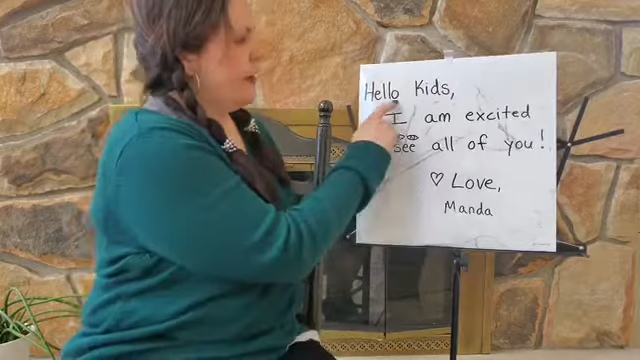 Hello Kids,
I am excited
see all of you!
♡ Love,
Manda